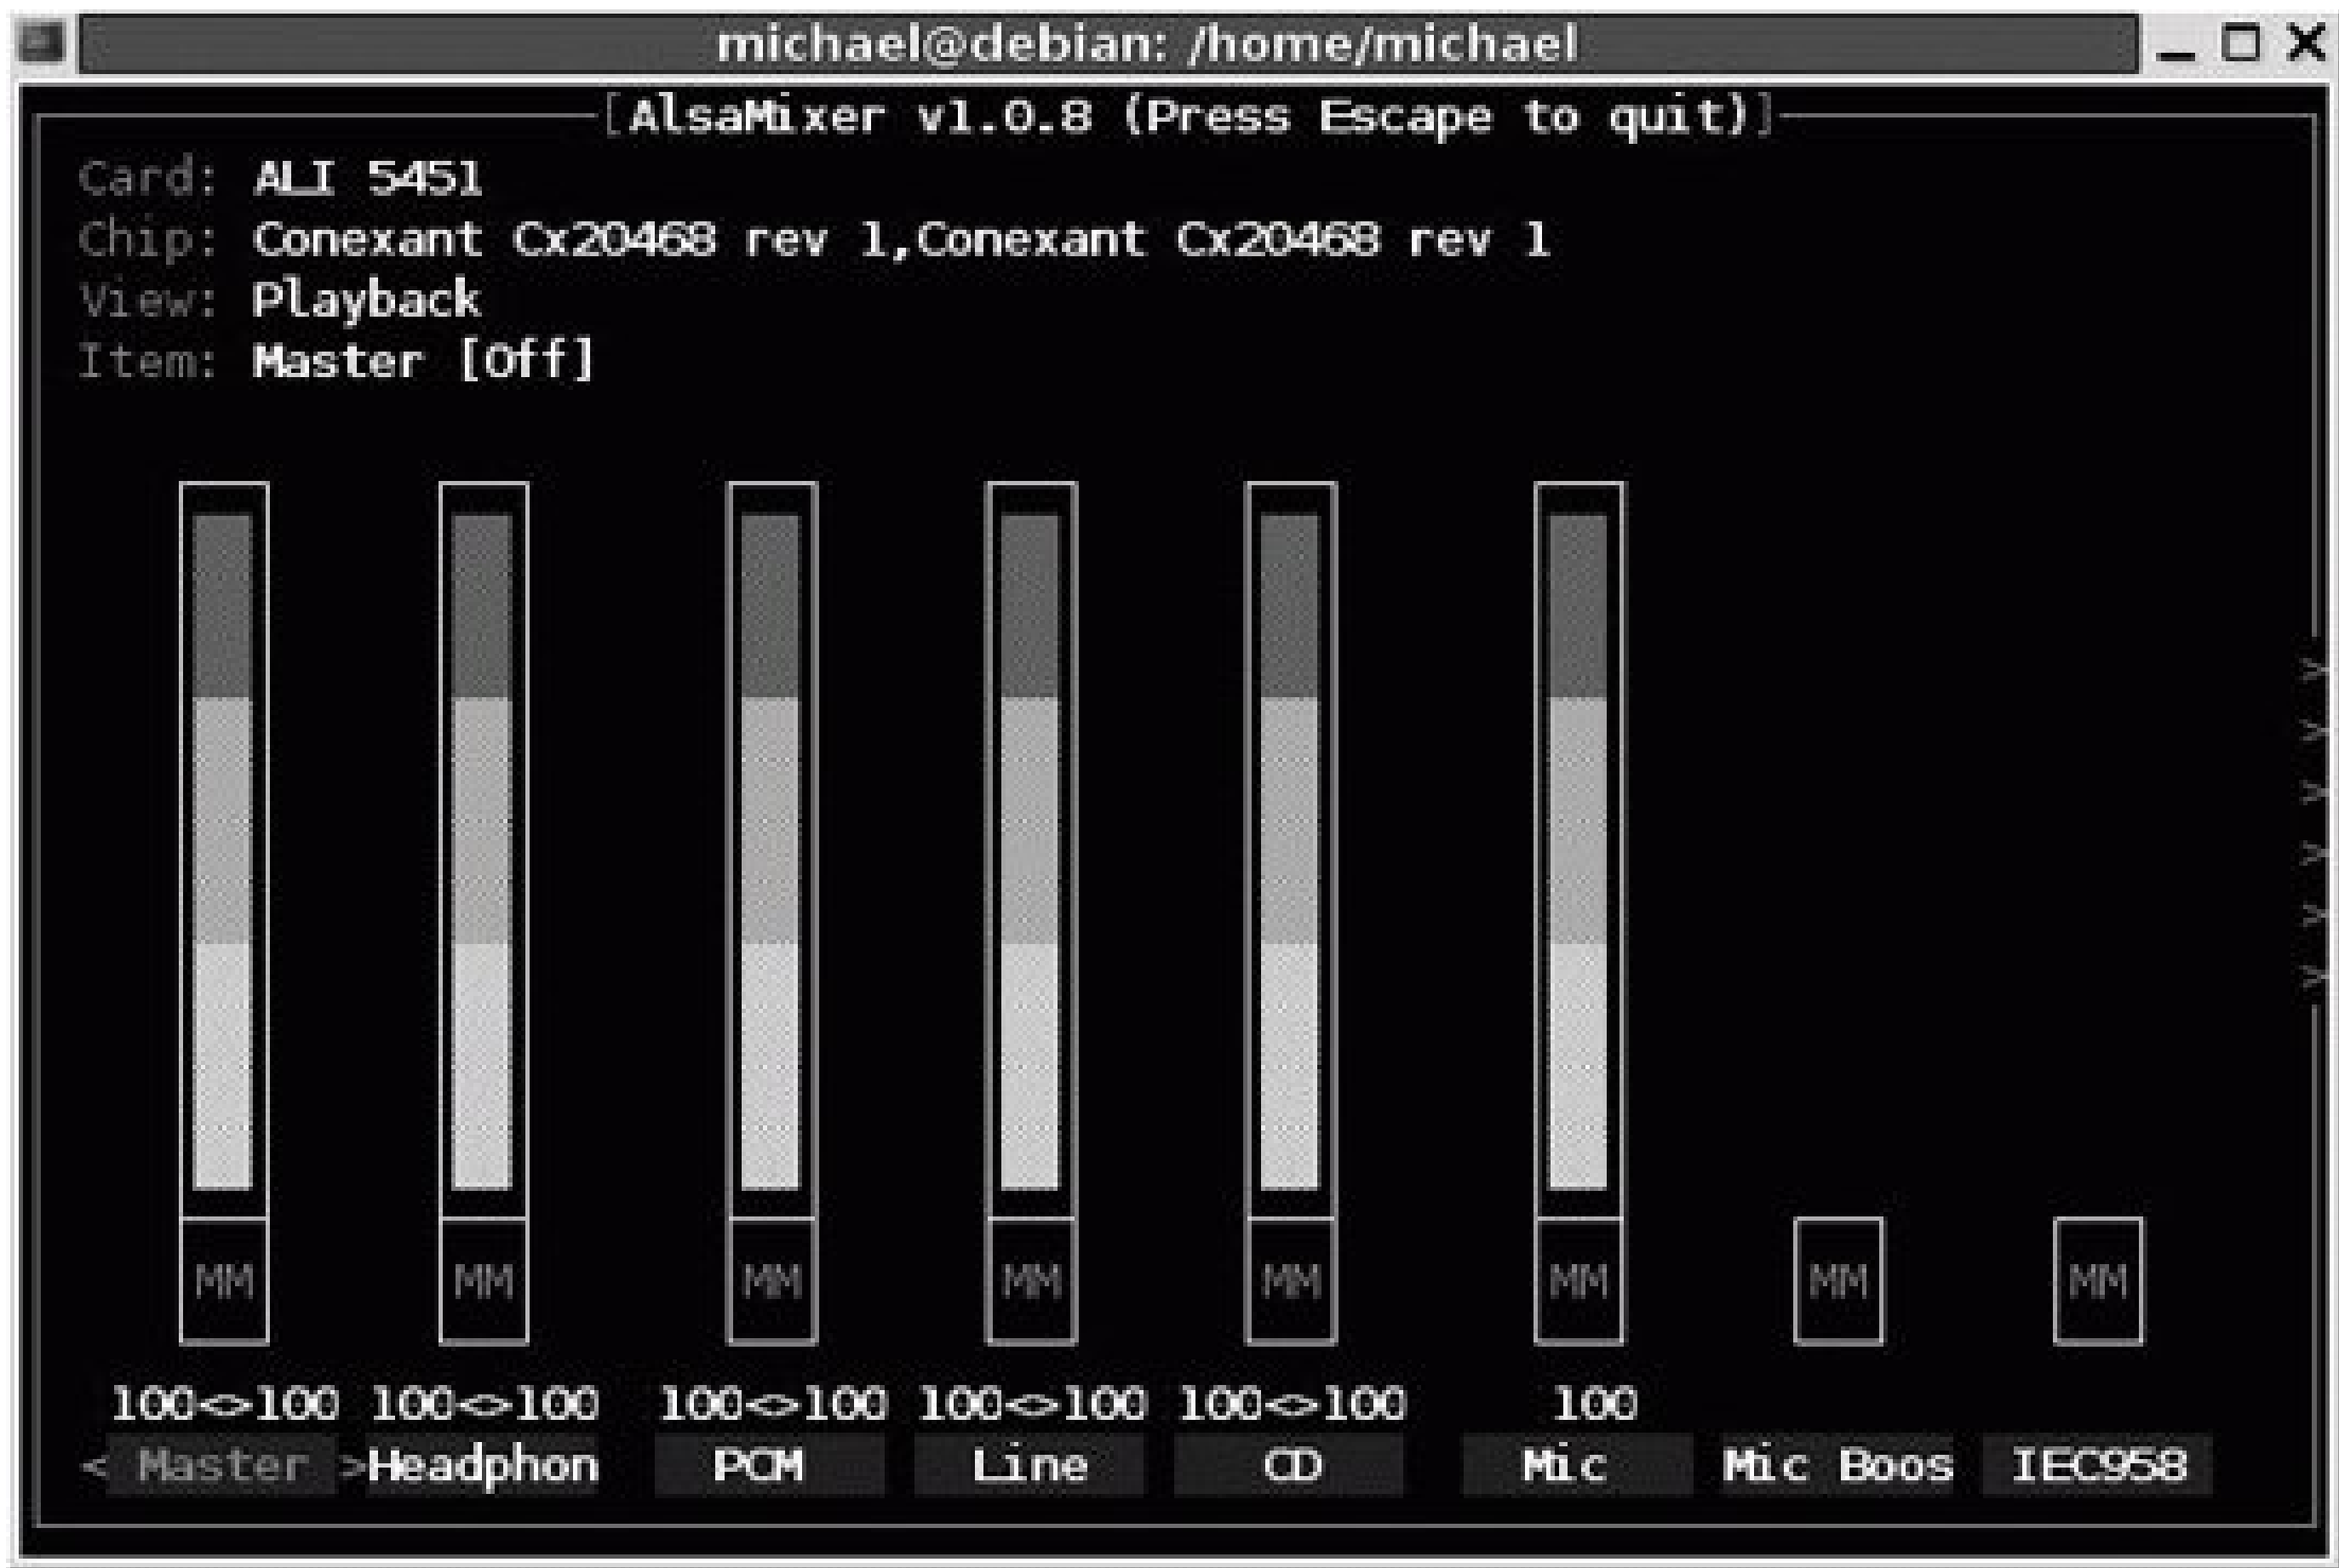 michael@debian: /home/michael
[AlsaMixer v1.0.8 (Press Escape to quit)]
Card: ALI 5451
Chip: Conexant Cx20468 rev 1,Conexant Cx20468 rev 1
View: Playback
Item: Master [Off]
>
>
>
>
>
>
MM MM MM MM MM MM MM MM
100<>100 100<>100 100<>100 100<>100 100<>100 100
< Master >Headphon PCM Line CD Mic Mic Boos IEC958